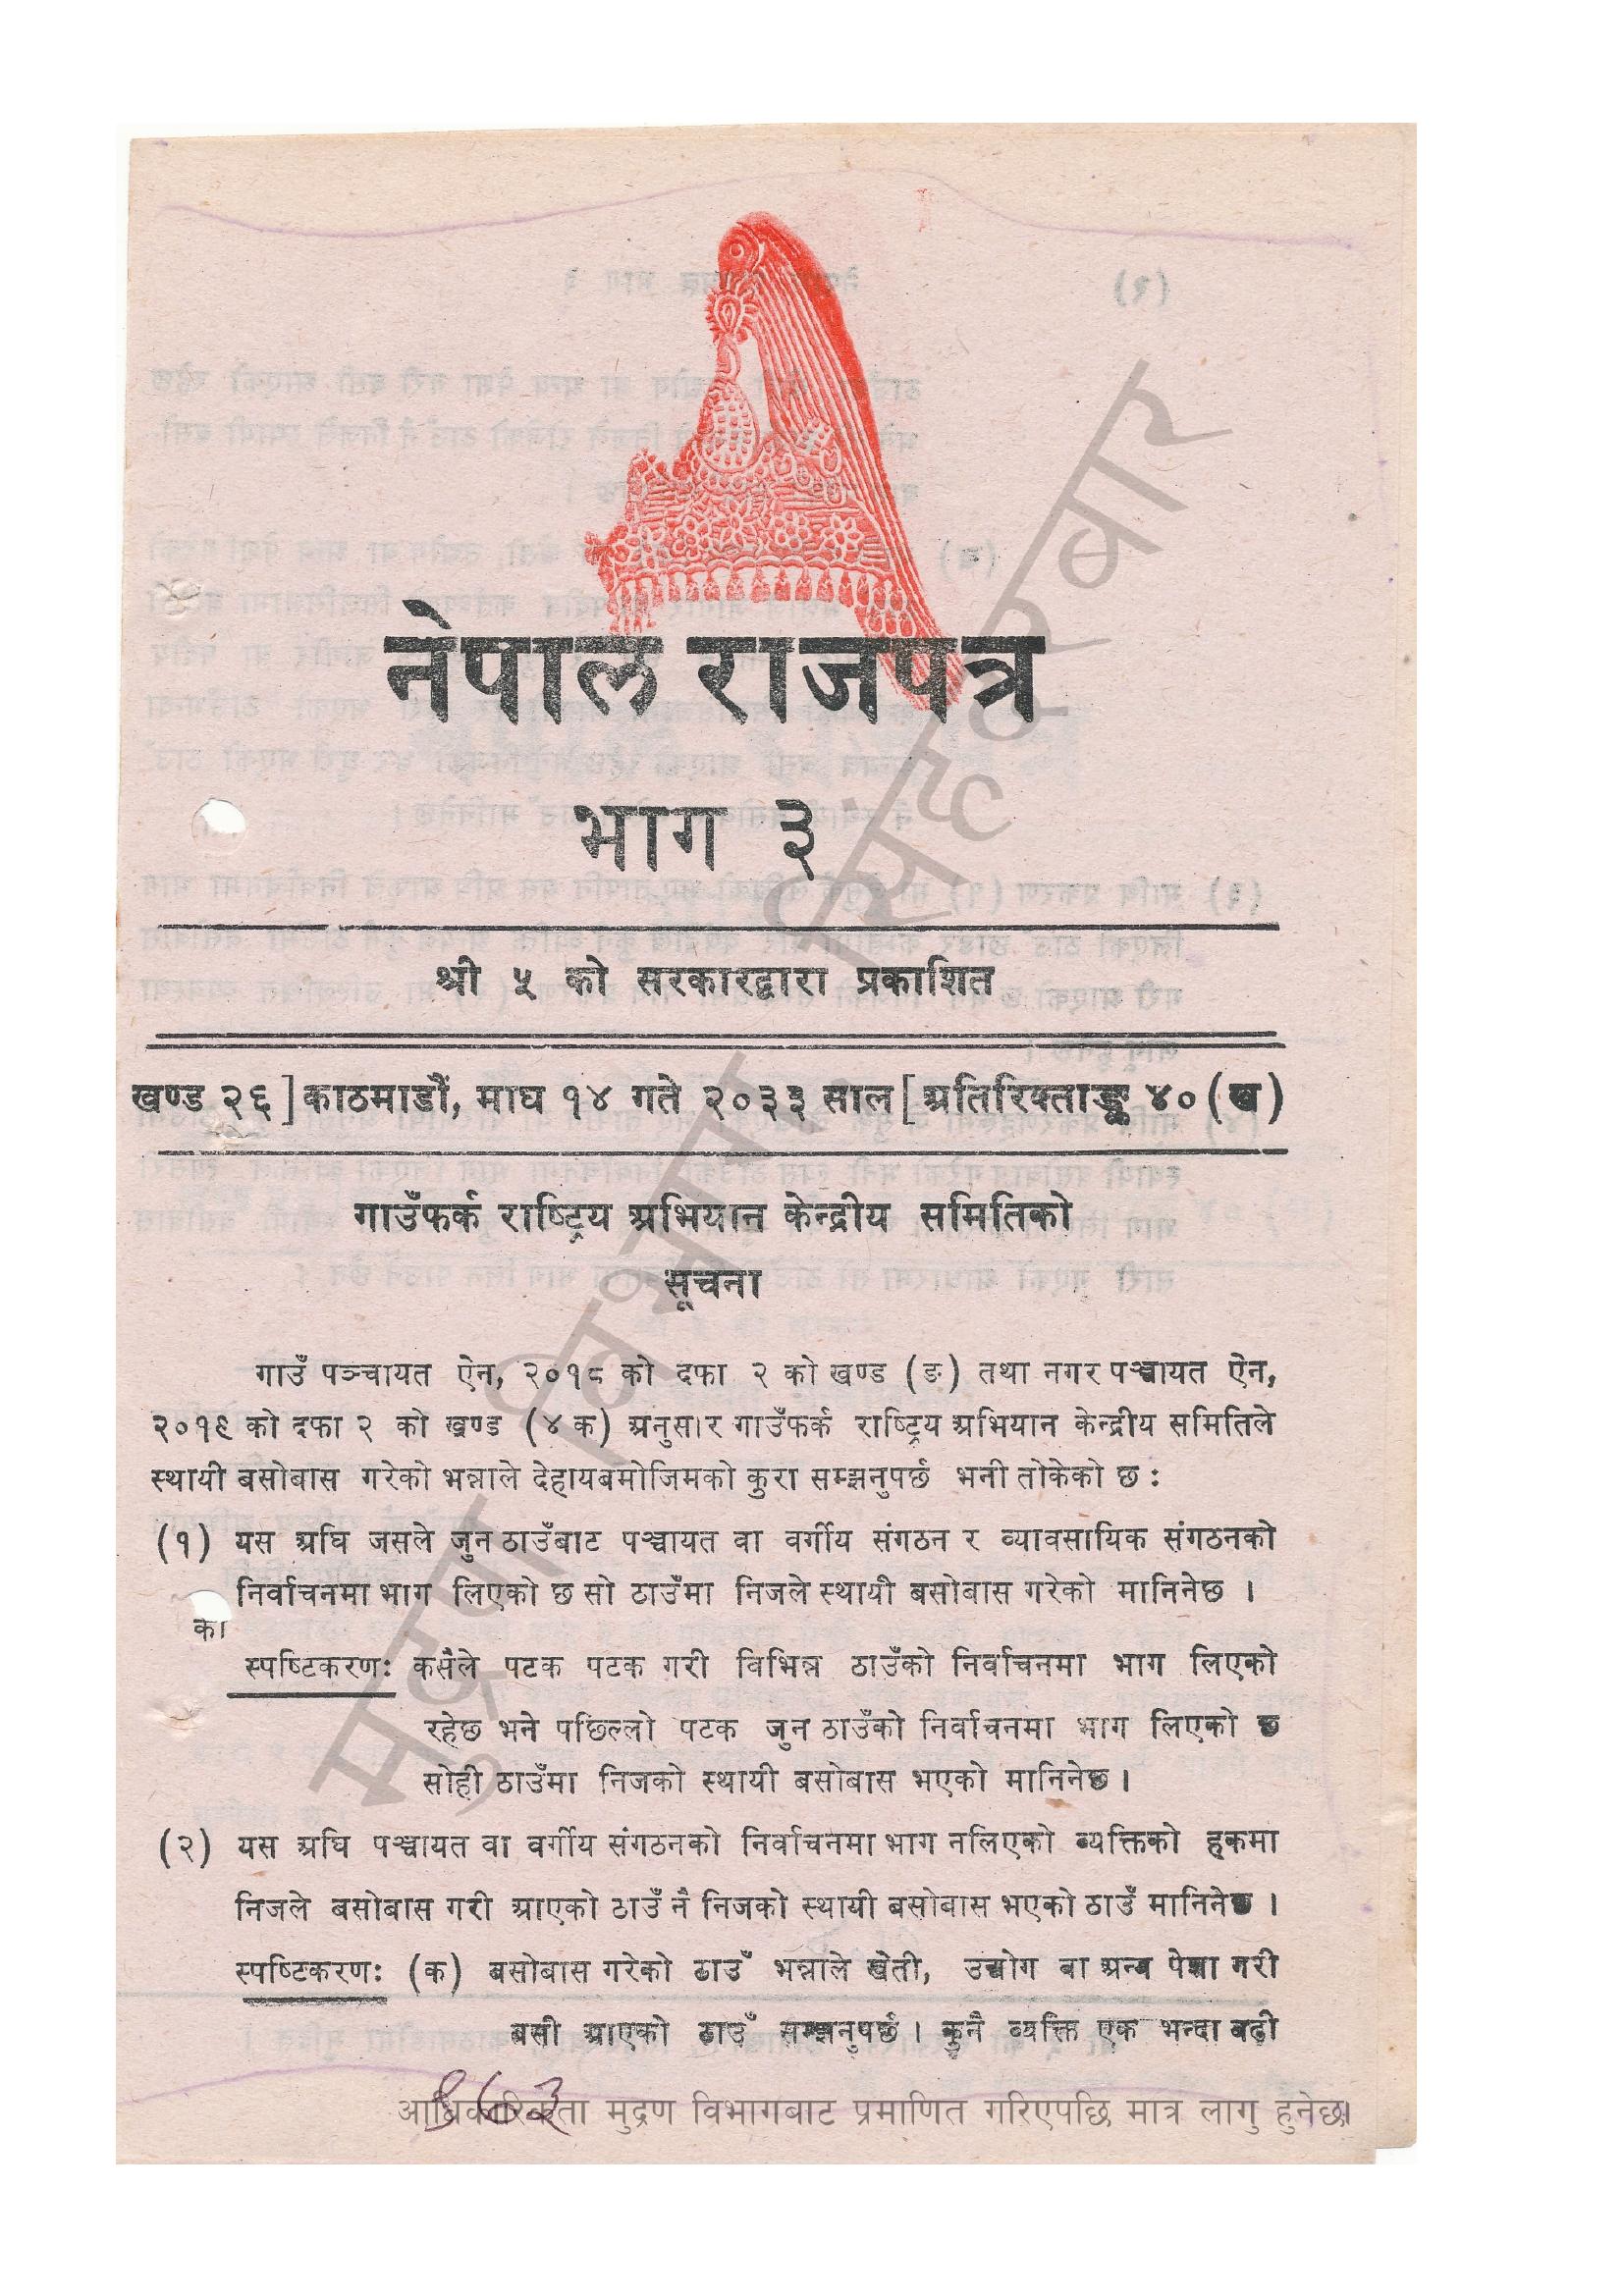 नेपाल राजपत्र
भाग ३
श्री ५ को सरकारद्वारा प्रकाशित
खण्ड २६] काठमाडौं, माघ १४ गते २०३३ साल [अतिरिक्ताङ्क ४० (ख)
गाउँफर्क राष्ट्रिय अभियान केन्द्रीय समितिको
सूचना
गाउँ पञ्चायत ऐन, २०१८ को दफा २ को खण्ड (ङ) तथा नगर पञ्चायत ऐन,
२०१९ को दफा २ को खण्ड (४ क) अनुसार गाउँफर्क राष्ट्रिय अभियान केन्द्रीय समितिले
स्थायी बसोबास गरेको भन्नाले देहायबमोजिमको कुरा सम्झनुपर्छ भनी तोकेको छ :
(१) यस अघि जसले जुन ठाउँबाट पञ्चायत वा वर्गीय संगठन र व्यावसायिक संगठनको
निर्वाचनमा भाग लिएको छ सो ठाउँमा निजले स्थायी बसोबास गरेको मानिनेछ ।
का
स्पष्टिकरण: कसैले पटक पटक गरी विभिन्न ठाउँको निर्वाचनमा भाग लिएको
रहेछ भने पछिल्लो पटक जुन ठाउँको निर्वाचनमा भाग लिएको छ
सोही ठाउँमा निजको स्थायी बसोबास भएको मानिनेछ ।
(२) यस अघि पञ्चायत वा वर्गीय संगठनको निर्वाचनमा भाग नलिएको व्यक्तिको हकमा
निजले बसोबास गरी आएको ठाउँ नै निजको स्थायी बसोबास भएको ठाउँ मानिनेछ ।
स्पष्टिकरण: (क) बसोबास गरेको ठाउँ भन्नाले खेती, उद्योग वा अन्य पेशा गरी
बसी आएको ठाउँ सम्झनुपर्छ । कुनै व्यक्ति एक भन्दा बढी
आधिकारिकता मुद्रण विभागबाट प्रमाणित गरिएपछि मात्र लागु हुनेछ।
मुद्रण विभाग, सिंहदरवार